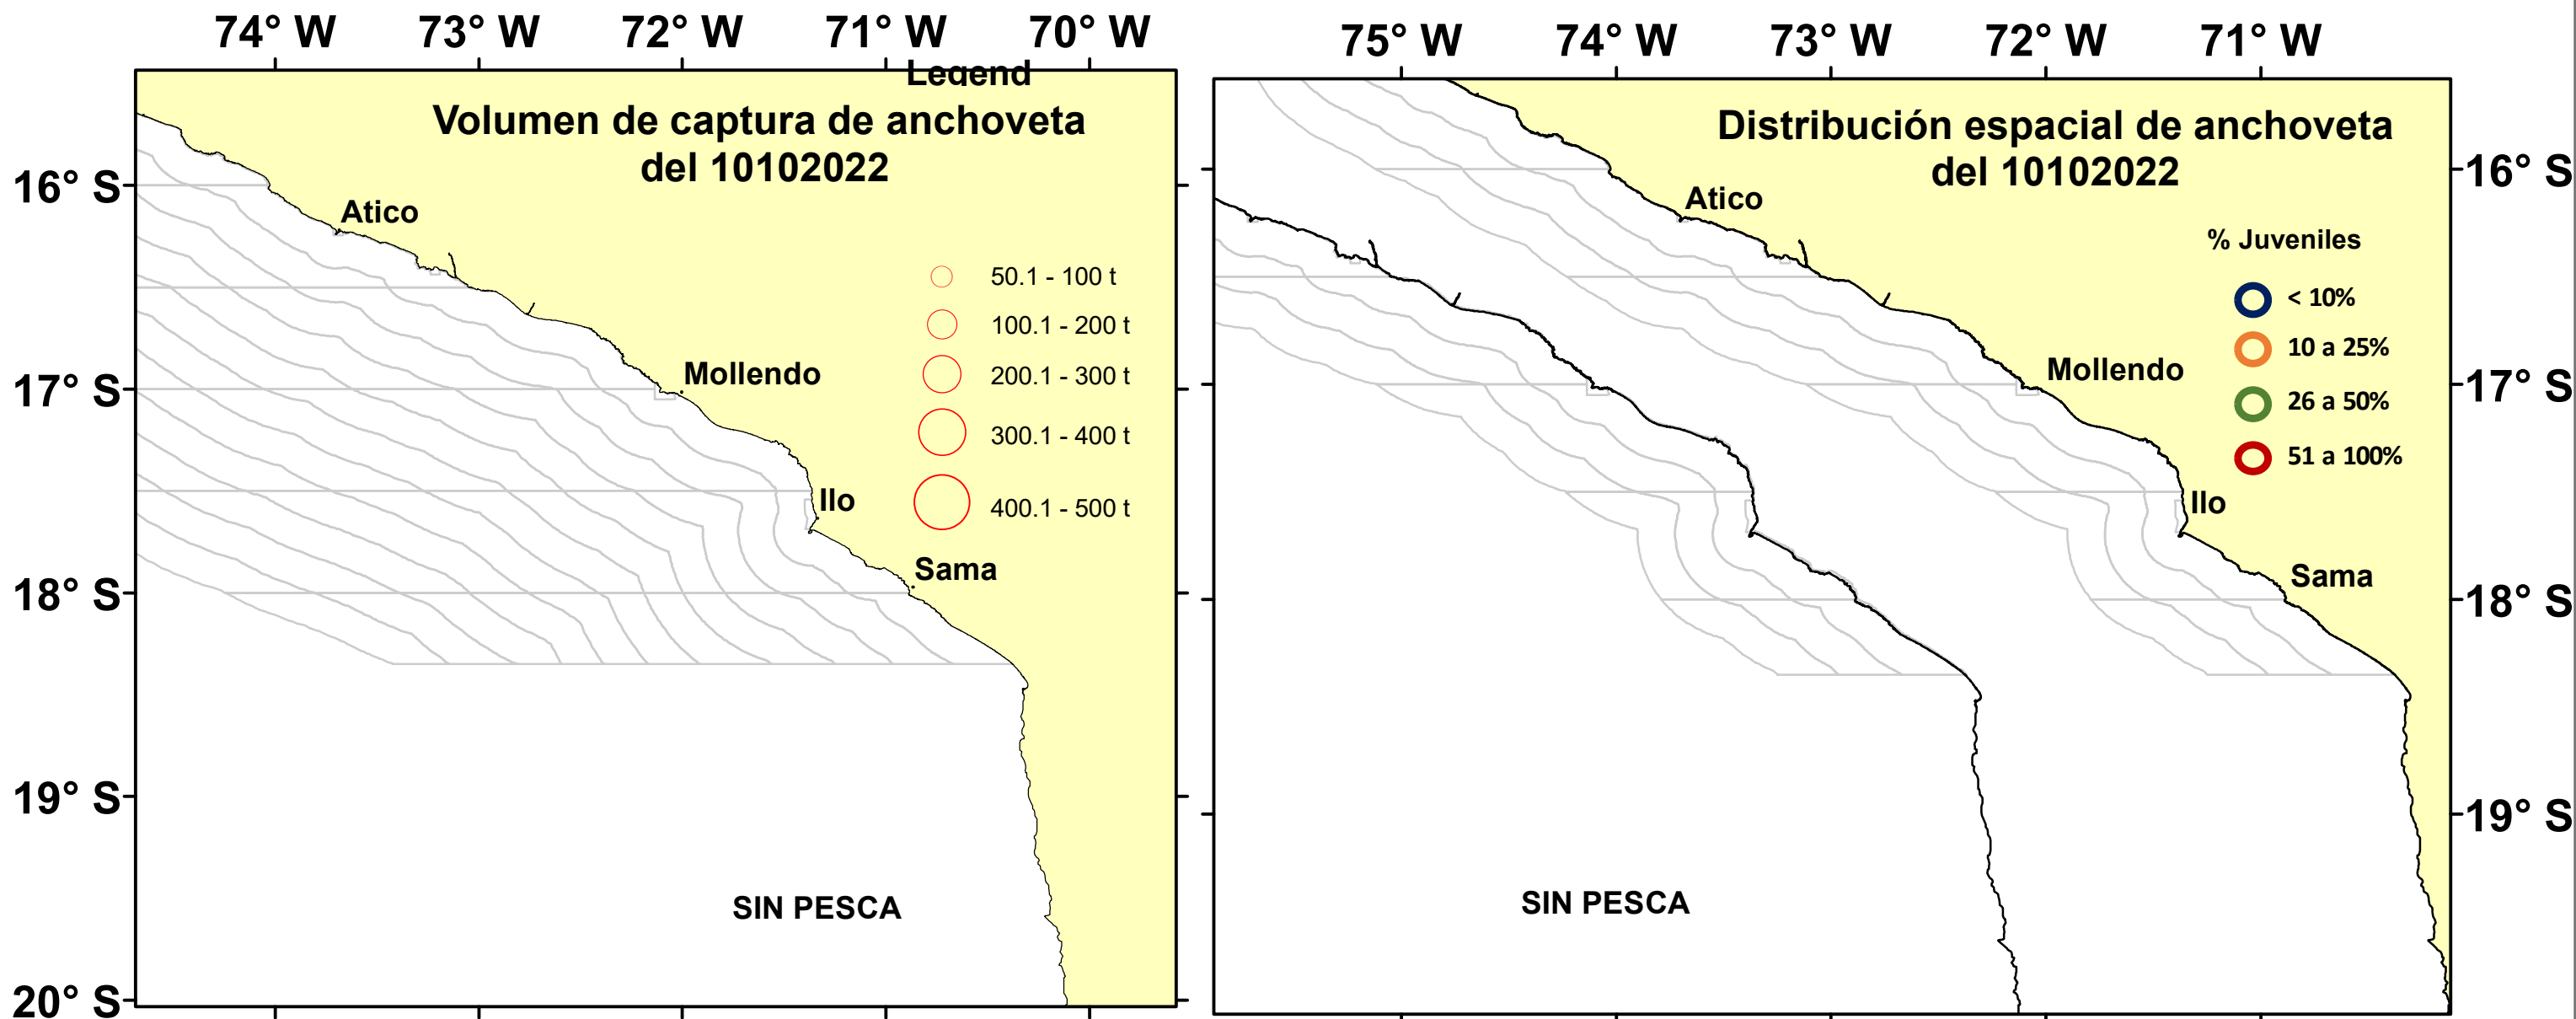 74° W 73° W 72° W 71° W 70° W
Legend
Volumen de captura de anchoveta
del 10102022
16° S
17° S
18° S
19° S
20° S
Atico
Mollendo
Ilo
Sama
50.1 - 100 t
100.1 - 200 t
200.1 - 300 t
300.1 - 400 t
400.1 - 500 t
SIN PESCA
75° W 74° W 73° W 72° W 71° W
Distribución espacial de anchoveta
del 10102022
Atico
Mollendo
Ilo
Sama
% Juveniles
< 10%
10 a 25%
26 a 50%
51 a 100%
16° S
17° S
18° S
19° S
SIN PESCA